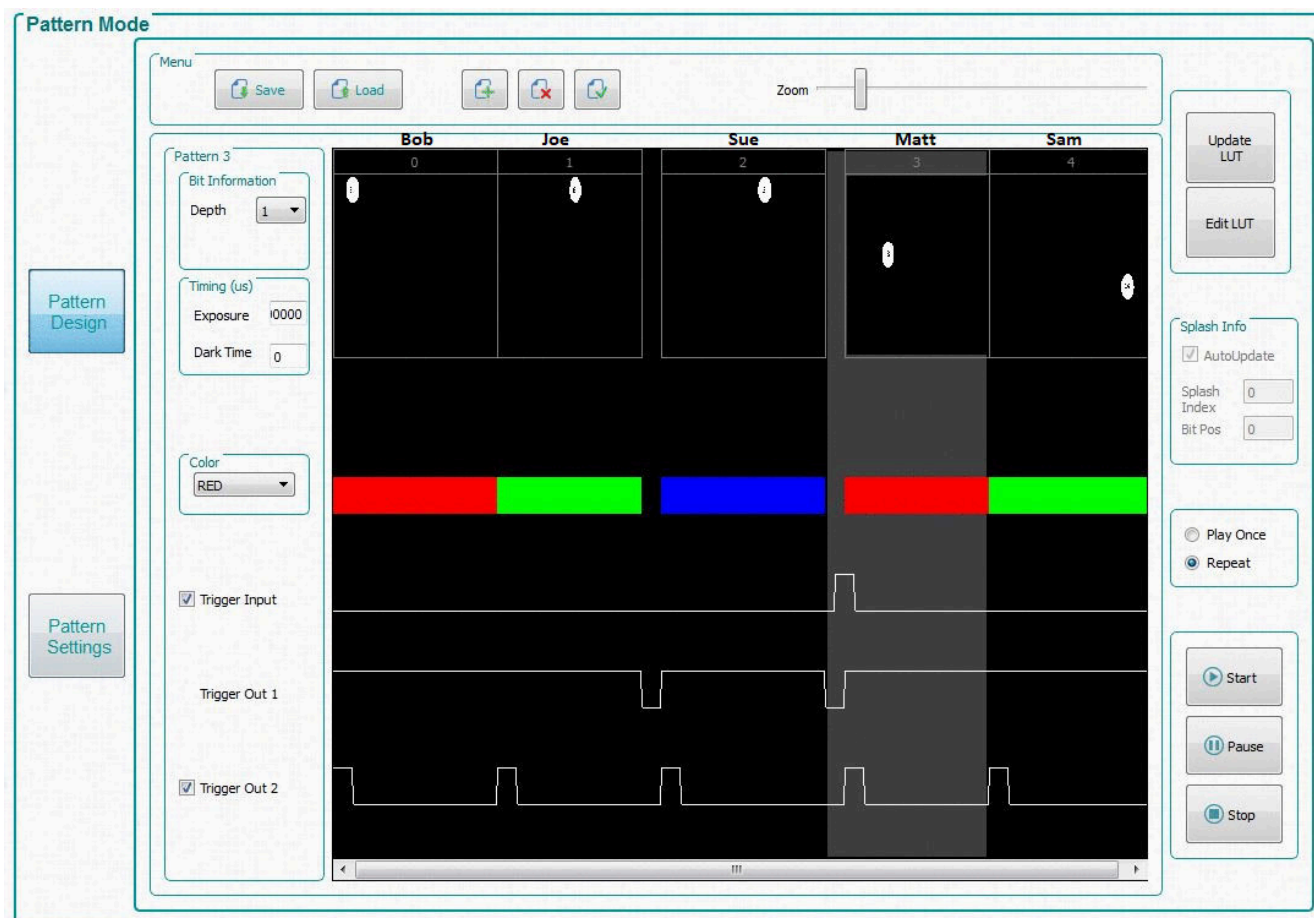 Pattern Mode
Menu
Save
Load
Zoom
Update
LUT
Edit LUT
Bob Joe Sue Matt Sam
0 1 2 3 4
Pattern 3
Bit Information
Depth 1
Timing (us)
Exposure 0000
Dark Time 0
Color
RED
Trigger Input
Trigger Out 1
Trigger Out 2
Pattern
Design
Pattern
Settings
Splash Info
AutoUpdate
Splash
Index 0
Bit Pos 0
Play Once
Repeat
Start
Pause
Stop